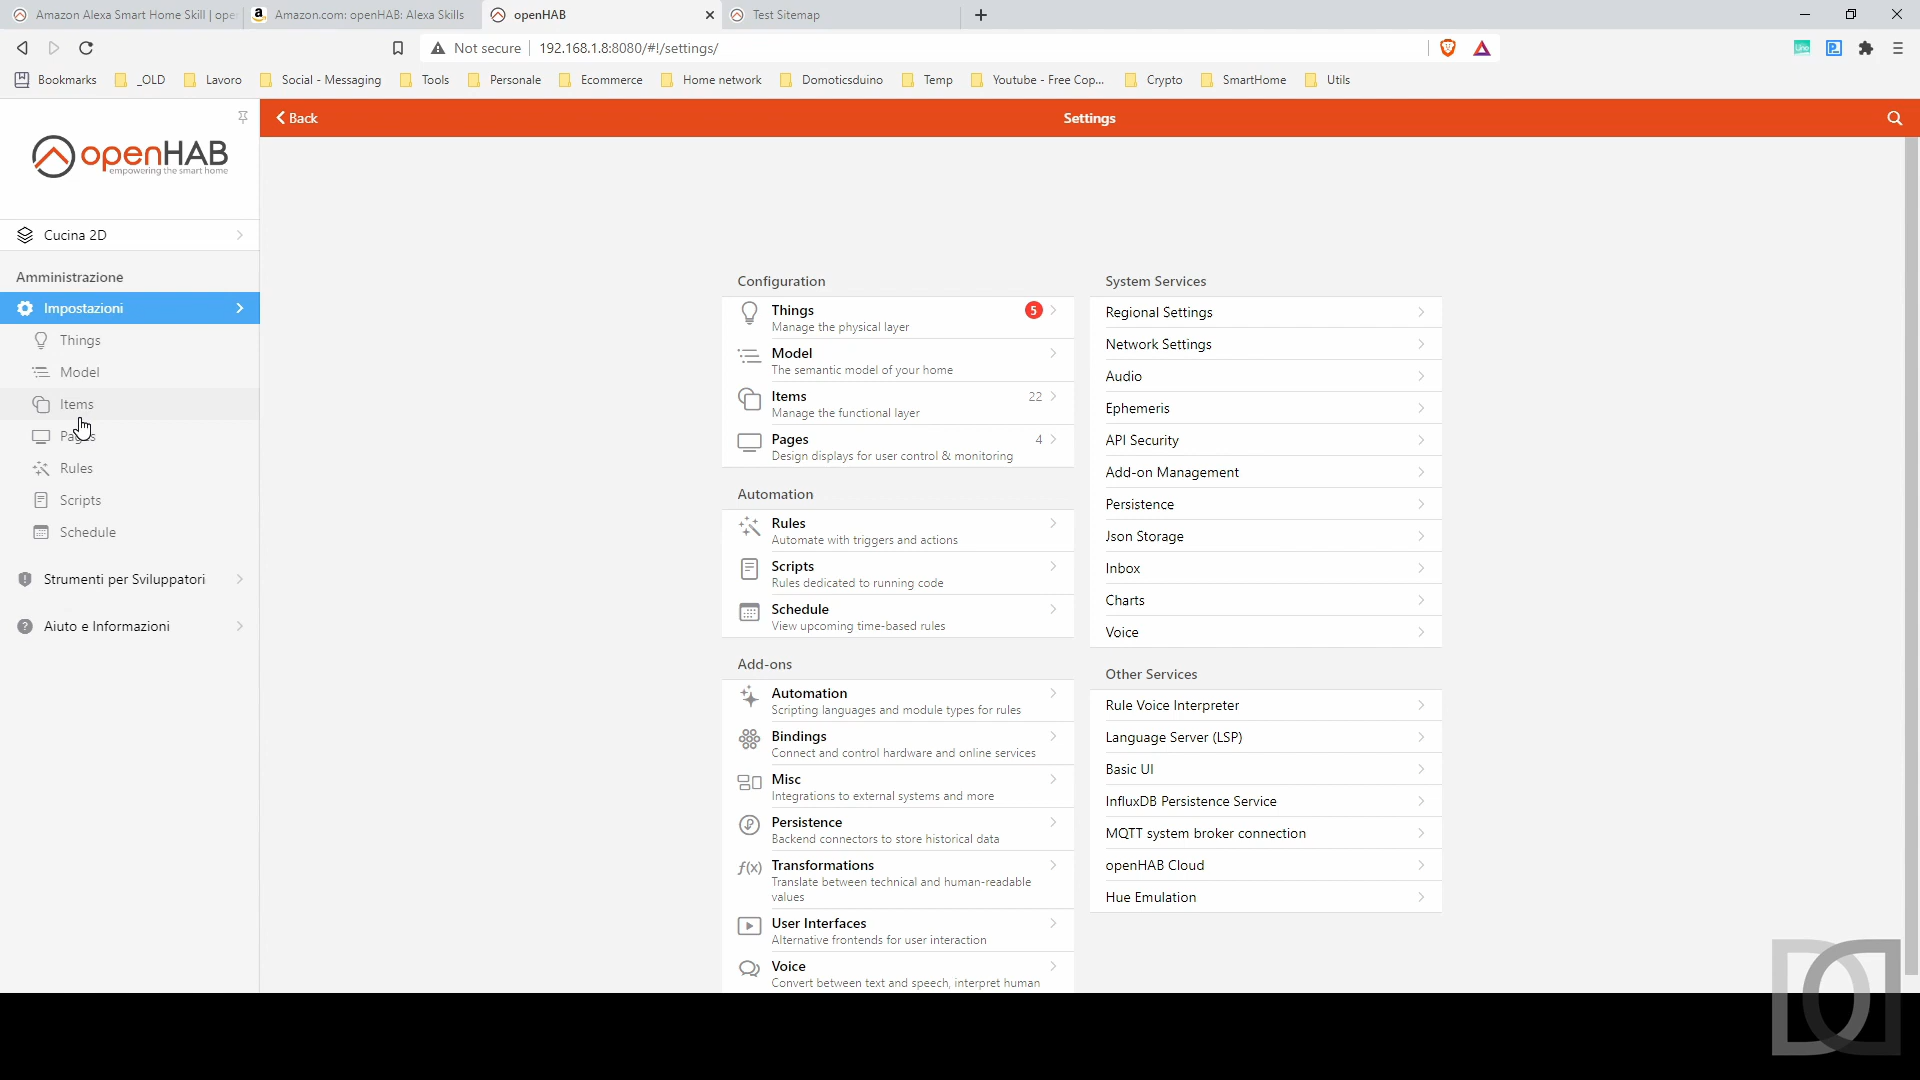 Amazon Alexa Smart Home Skill | ope
Amazon.com: openHAB: Alexa Skills
openHAB
Test Sitemap
Not secure
192.168.1.8:8080/#!/settings/
Bookmarks
_OLD
Lavoro
Social - Messaging
Tools
Personale
Ecommerce
Home network
Domoticsduino
Temp
Youtube - Free Cop...
Crypto
SmartHome
Utils
openHAB
empowering the smart home
Cucina 2D
Amministrazione
Impostazioni
Things
Model
Items
Pages
Rules
Scripts
Schedule
Strumenti per Sviluppatori
Aiuto e Informazioni
Back
Settings
Configuration
Things
5
Manage the physical layer
Model
The semantic model of your home
Items
22
Manage the functional layer
Pages
4
Design displays for user control & monitoring
Automation
Rules
Automate with triggers and actions
Scripts
Rules dedicated to running code
Schedule
View upcoming time-based rules
Add-ons
Automation
Scripting languages and module types for rules
Bindings
Connect and control hardware and online services
Misc
Integrations to external systems and more
Persistence
Backend connectors to store historical data
f(x)
Transformations
Translate between technical and human-readable
values
User Interfaces
Alternative frontends for user interaction
Voice
Convert between text and speech, interpret human
System Services
Regional Settings
Network Settings
Audio
Ephemeris
API Security
Add-on Management
Persistence
Json Storage
Inbox
Charts
Voice
Other Services
Rule Voice Interpreter
Language Server (LSP)
Basic UI
InfluxDB Persistence Service
MQTT system broker connection
openHAB Cloud
Hue Emulation